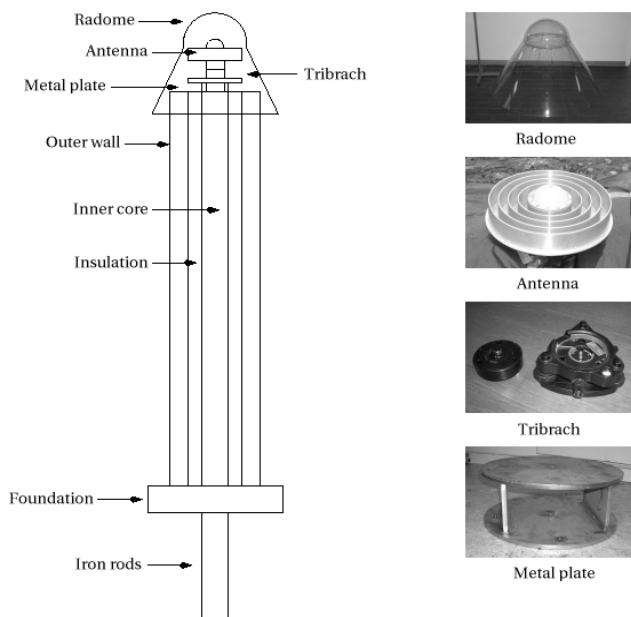 Radome
Antenna
Tribrach
Metal plate
Outer wall
Inner core
Insulation
Foundation
Iron rods
Radome
Antenna
Tribrach
Metal plate